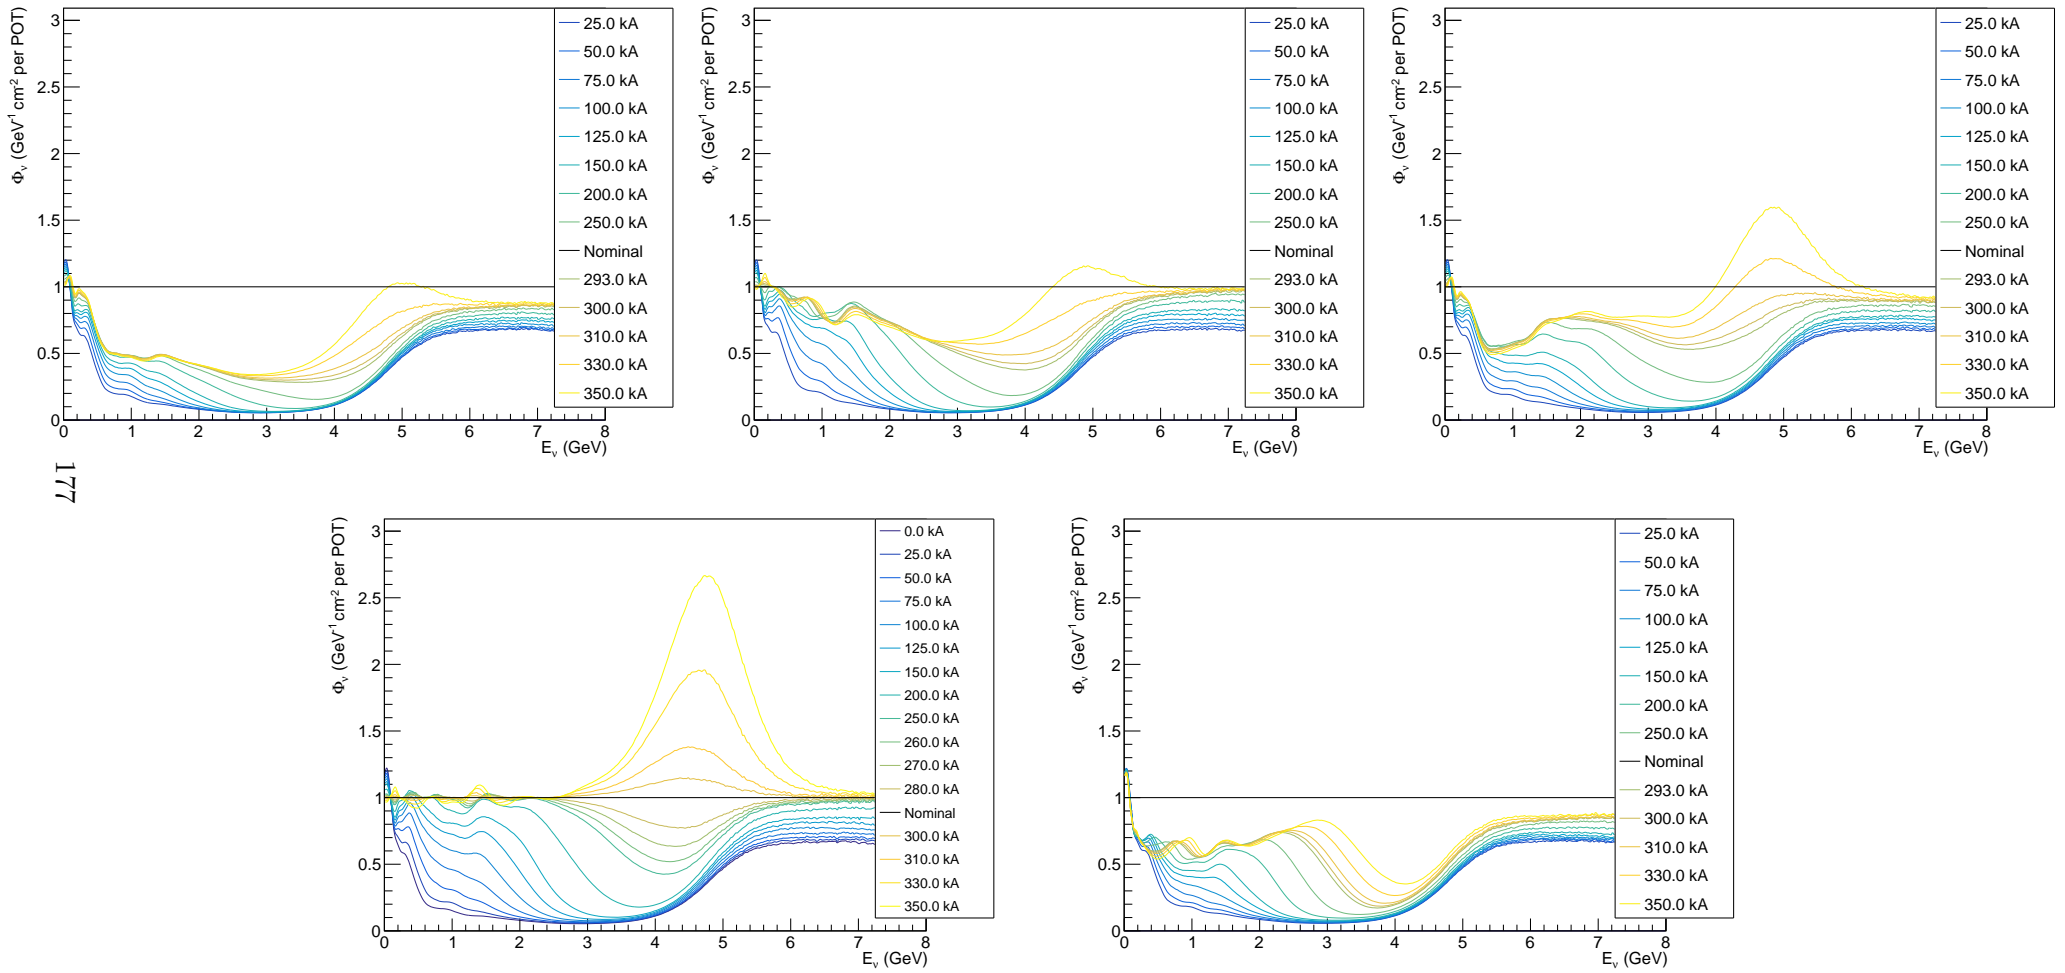 Φν (GeV⁻¹ cm⁻² per POT)
3
2.5
2
1.5
1
0.5
0
0 1 2 3 4 5 6 7 8
Eν (GeV)
25.0 kA
50.0 kA
75.0 kA
100.0 kA
125.0 kA
150.0 kA
200.0 kA
250.0 kA
Nominal
293.0 kA
300.0 kA
310.0 kA
330.0 kA
350.0 kA
Φν (GeV⁻¹ cm⁻² per POT)
3
2.5
2
1.5
1
0.5
0
0 1 2 3 4 5 6 7 8
Eν (GeV)
25.0 kA
50.0 kA
75.0 kA
100.0 kA
125.0 kA
150.0 kA
200.0 kA
250.0 kA
Nominal
293.0 kA
300.0 kA
310.0 kA
330.0 kA
350.0 kA
Φν (GeV⁻¹ cm⁻² per POT)
3
2.5
2
1.5
1
0.5
0
0 1 2 3 4 5 6 7 8
Eν (GeV)
25.0 kA
50.0 kA
75.0 kA
100.0 kA
125.0 kA
150.0 kA
200.0 kA
250.0 kA
Nominal
293.0 kA
300.0 kA
310.0 kA
330.0 kA
350.0 kA
177
Φν (GeV⁻¹ cm⁻² per POT)
3
2.5
2
1.5
1
0.5
0
0 1 2 3 4 5 6 7 8
Eν (GeV)
0.0 kA
25.0 kA
50.0 kA
75.0 kA
100.0 kA
125.0 kA
150.0 kA
200.0 kA
250.0 kA
260.0 kA
270.0 kA
280.0 kA
Nominal
300.0 kA
310.0 kA
330.0 kA
350.0 kA
Φν (GeV⁻¹ cm⁻² per POT)
3
2.5
2
1.5
1
0.5
0
0 1 2 3 4 5 6 7 8
Eν (GeV)
25.0 kA
50.0 kA
75.0 kA
100.0 kA
125.0 kA
150.0 kA
200.0 kA
250.0 kA
Nominal
293.0 kA
300.0 kA
310.0 kA
330.0 kA
350.0 kA